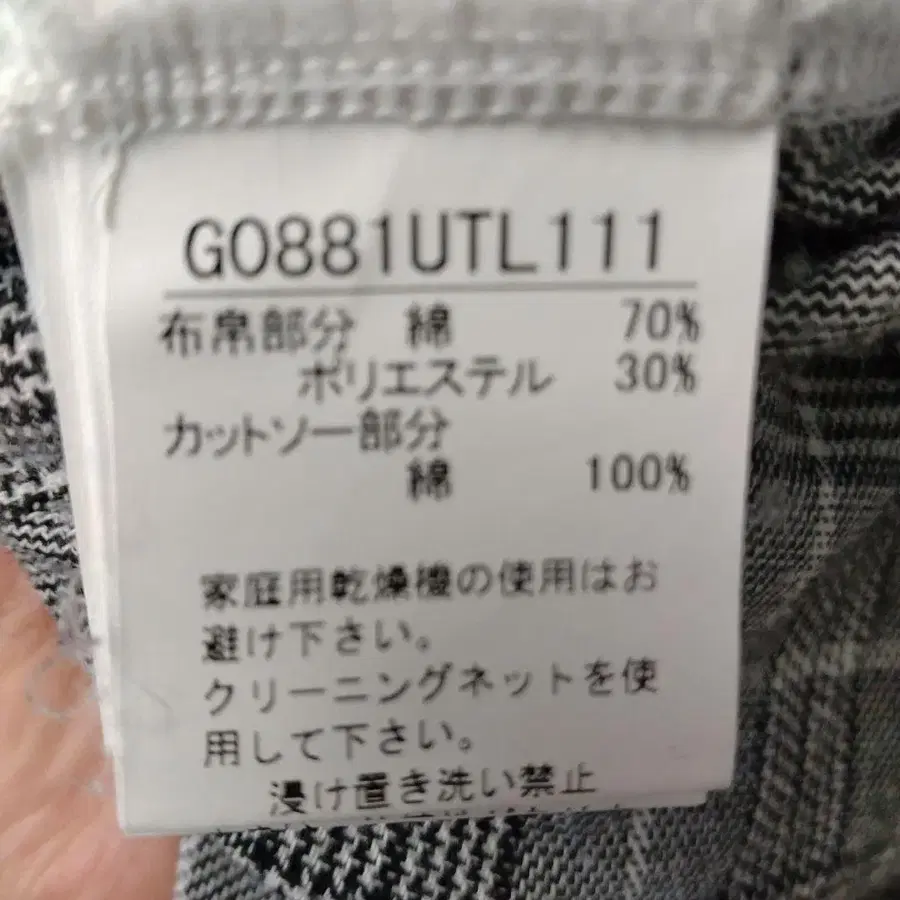 G0881UTL111
布帛部分 綿 70%
ポリエステル 30%
カットソー部分
綿 100%
家庭用乾燥機の使用はお
避け下さい。
クリーニングネットを使
用して下さい。
浸け置き洗い禁止